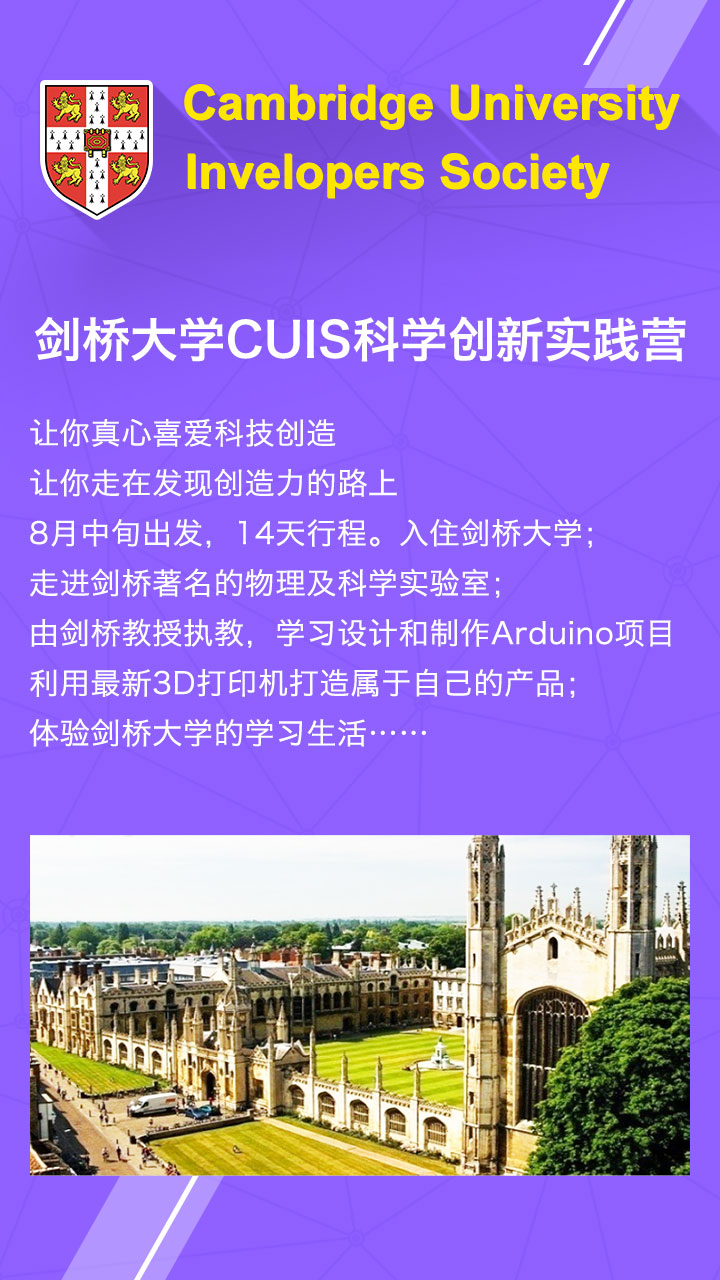 Cambridge University
Invelopers Society
剑桥大学CUIS科学创新实践营
让你真心喜爱科技创造
让你走在发现创造力的路上
8月中旬出发，14天行程。入住剑桥大学；
走进剑桥著名的物理及科学实验室；
由剑桥教授执教，学习设计和制作Arduino项目
利用最新3D打印机打造属于自己的产品；
体验剑桥大学的学习生活……